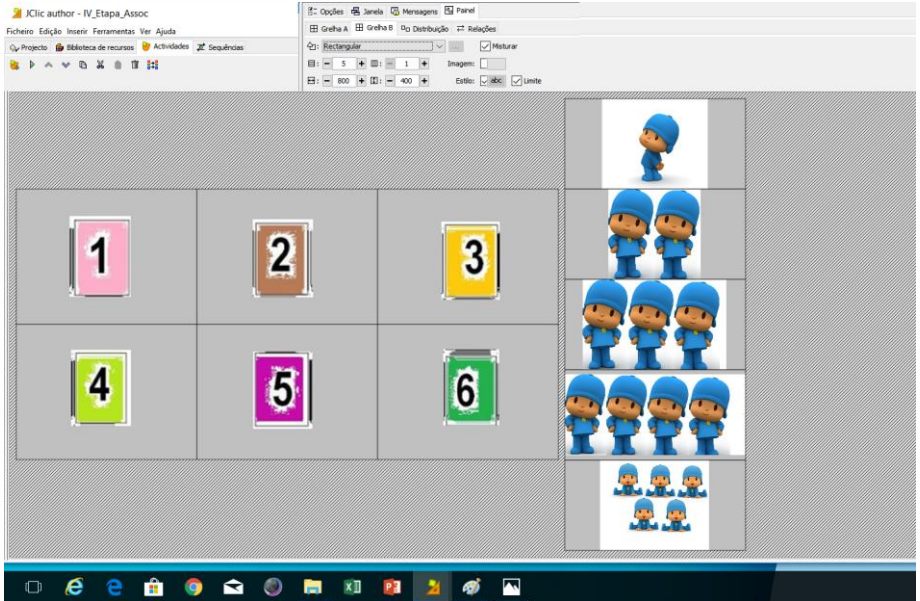 JClic author - IV_Etapa_Assoc
Ficheiro Edição Inserir Ferramentas Ver Ajuda
Projecto Biblioteca de recursos Actividades Sequências
Opções Janela Mensagens Painel
Grelha A Grelha B Distribuição Relações
Rectangular ... Misturar
5 1 Imagem:
800 400 Estilo: abc Limite
1 2 3
4 5 6